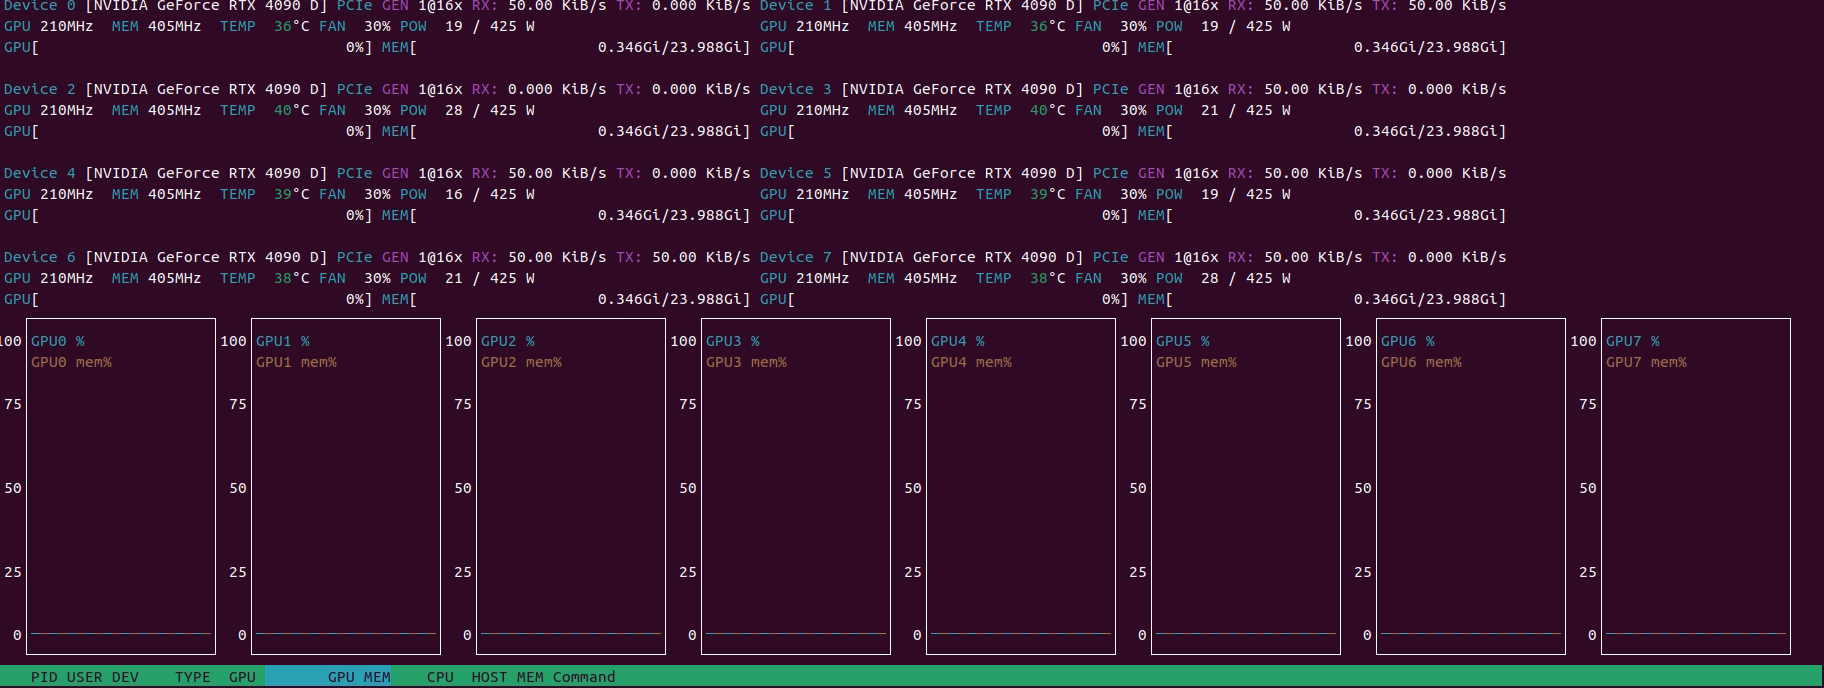 Device 0 [NVIDIA GeForce RTX 4090 D] PCIe GEN 1@16x RX: 50.00 KiB/s TX: 0.000 KiB/s Device 1 [NVIDIA GeForce RTX 4090 D] PCIe GEN 1@16x RX: 50.00 KiB/s TX: 50.00 KiB/s
GPU 210MHz MEM 405MHz TEMP 36°C FAN 30% POW 19 / 425 W GPU 210MHz MEM 405MHz TEMP 36°C FAN 30% POW 19 / 425 W
GPU[ 0%] MEM[ 0.346Gi/23.988Gi] GPU[ 0%] MEM[ 0.346Gi/23.988Gi]
Device 2 [NVIDIA GeForce RTX 4090 D] PCIe GEN 1@16x RX: 0.000 KiB/s TX: 0.000 KiB/s Device 3 [NVIDIA GeForce RTX 4090 D] PCIe GEN 1@16x RX: 50.00 KiB/s TX: 0.000 KiB/s
GPU 210MHz MEM 405MHz TEMP 40°C FAN 30% POW 28 / 425 W GPU 210MHz MEM 405MHz TEMP 40°C FAN 30% POW 21 / 425 W
GPU[ 0%] MEM[ 0.346Gi/23.988Gi] GPU[ 0%] MEM[ 0.346Gi/23.988Gi]
Device 4 [NVIDIA GeForce RTX 4090 D] PCIe GEN 1@16x RX: 50.00 KiB/s TX: 0.000 KiB/s Device 5 [NVIDIA GeForce RTX 4090 D] PCIe GEN 1@16x RX: 50.00 KiB/s TX: 0.000 KiB/s
GPU 210MHz MEM 405MHz TEMP 39°C FAN 30% POW 16 / 425 W GPU 210MHz MEM 405MHz TEMP 39°C FAN 30% POW 19 / 425 W
GPU[ 0%] MEM[ 0.346Gi/23.988Gi] GPU[ 0%] MEM[ 0.346Gi/23.988Gi]
Device 6 [NVIDIA GeForce RTX 4090 D] PCIe GEN 1@16x RX: 50.00 KiB/s TX: 50.00 KiB/s Device 7 [NVIDIA GeForce RTX 4090 D] PCIe GEN 1@16x RX: 50.00 KiB/s TX: 0.000 KiB/s
GPU 210MHz MEM 405MHz TEMP 38°C FAN 30% POW 21 / 425 W GPU 210MHz MEM 405MHz TEMP 38°C FAN 30% POW 28 / 425 W
GPU[ 0%] MEM[ 0.346Gi/23.988Gi] GPU[ 0%] MEM[ 0.346Gi/23.988Gi]
100 GPU0 % 100 GPU1 % 100 GPU2 % 100 GPU3 % 100 GPU4 % 100 GPU5 % 100 GPU6 % 100 GPU7 %
GPU0 mem% GPU1 mem% GPU2 mem% GPU3 mem% GPU4 mem% GPU5 mem% GPU6 mem% GPU7 mem%
75 75 75 75 75 75 75 75
50 50 50 50 50 50 50 50
25 25 25 25 25 25 25 25
0 0 0 0 0 0 0 0
PID USER DEV TYPE GPU GPU MEM CPU HOST MEM Command